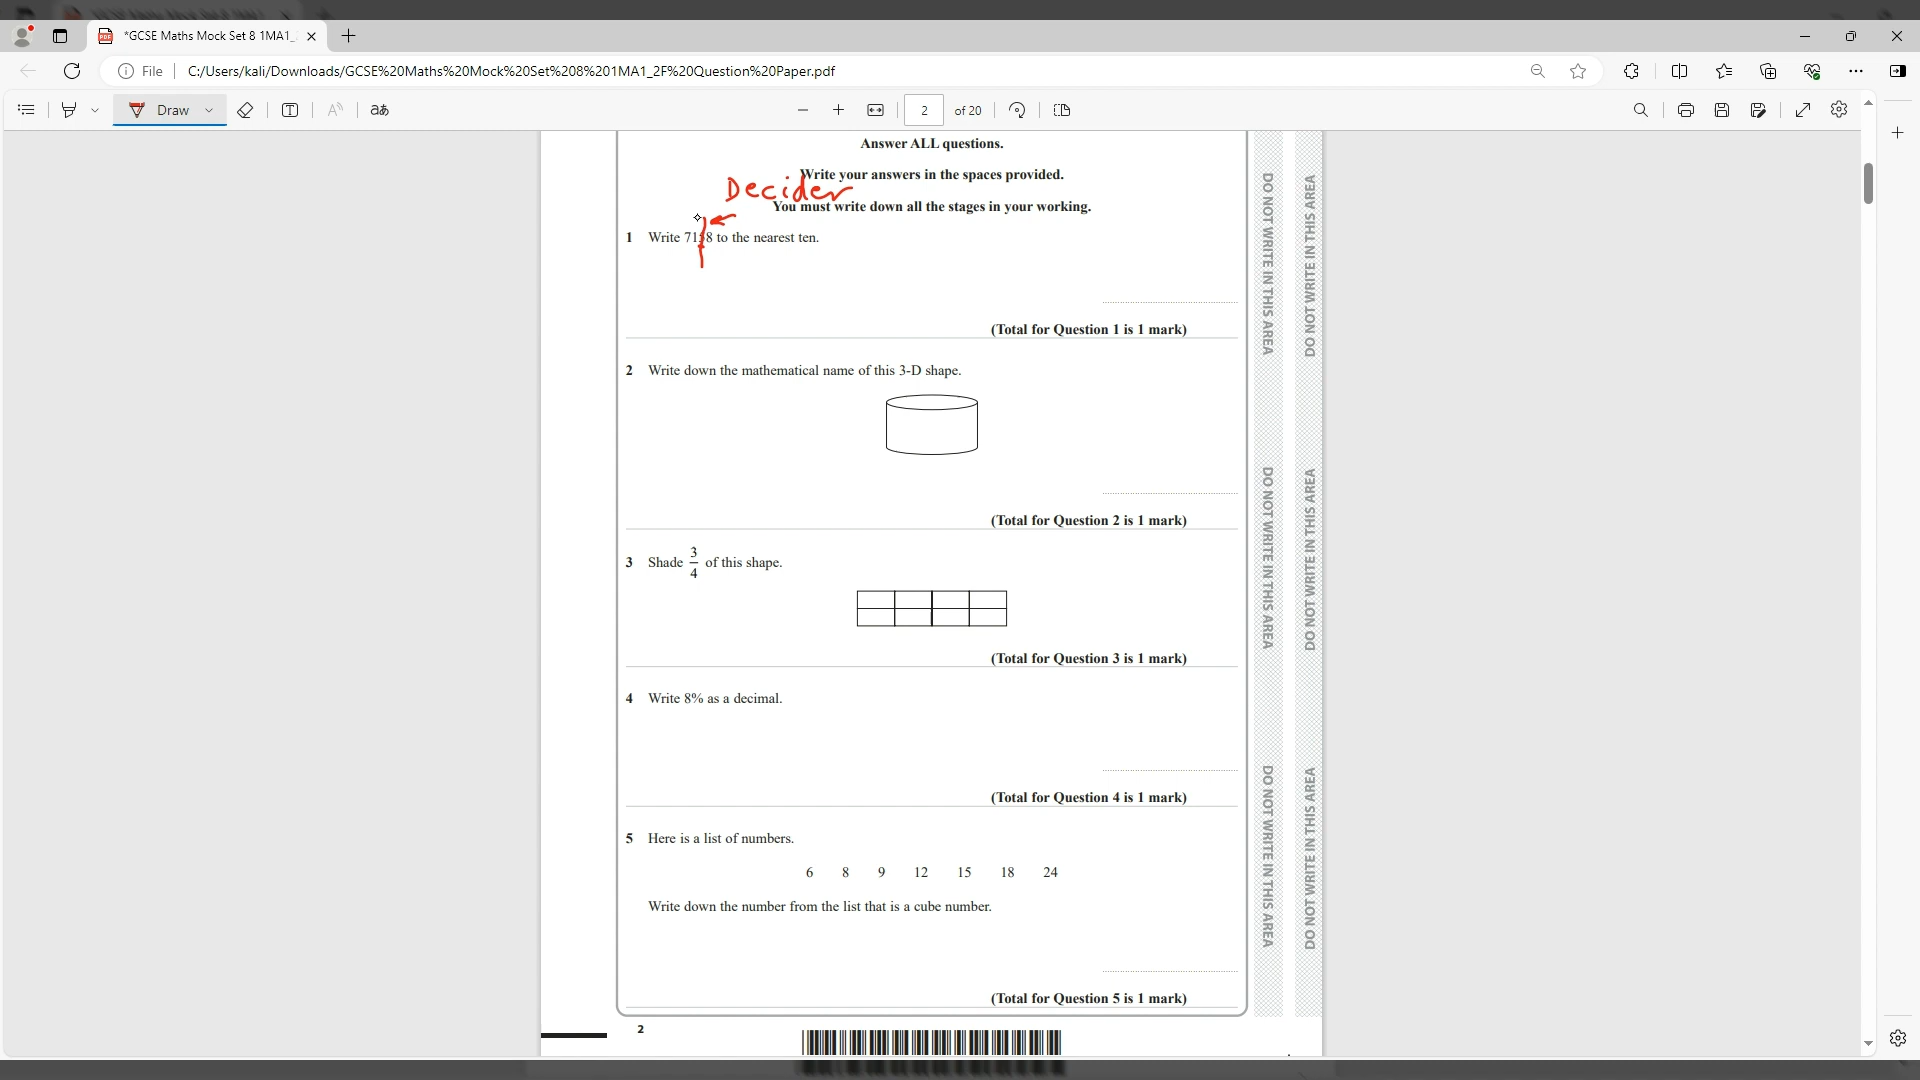 *GCSE Maths Mock Set 8 1MA1_
File
C:/Users/kali/Downloads/GCSE%20Maths%20Mock%20Set%208%201MA1_2F%20Question%20Paper.pdf
Draw
aあ
2 of 20
Answer ALL questions.
Write your answers in the spaces provided.
Decider
You must write down all the stages in your working.
1 Write to the nearest ten.
(Total for Question 1 is 1 mark)
2 Write down the mathematical name of this 3-D shape.
(Total for Question 2 is 1 mark)
3 Shade 3/4 of this shape.
(Total for Question 3 is 1 mark)
4 Write 8% as a decimal.
(Total for Question 4 is 1 mark)
5 Here is a list of numbers.
6 8 9 12 15 18 24
Write down the number from the list that is a cube number.
(Total for Question 5 is 1 mark)
2
DO NOT WRITE IN THIS AREA
DO NOT WRITE IN THIS AREA
DO NOT WRITE IN THIS AREA
DO NOT WRITE IN THIS AREA
DO NOT WRITE IN THIS AREA
DO NOT WRITE IN THIS AREA